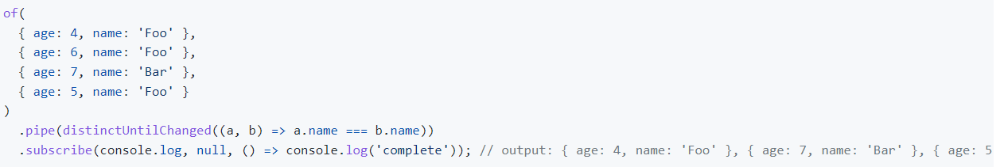 of(
  { age: 4, name: 'Foo' },
  { age: 6, name: 'Foo' },
  { age: 7, name: 'Bar' },
  { age: 5, name: 'Foo' }
)
  .pipe(distinctUntilChanged((a, b) => a.name === b.name))
  .subscribe(console.log, null, () => console.log('complete')); // output: { age: 4, name: 'Foo' }, { age: 7, name: 'Bar' }, { age: 5